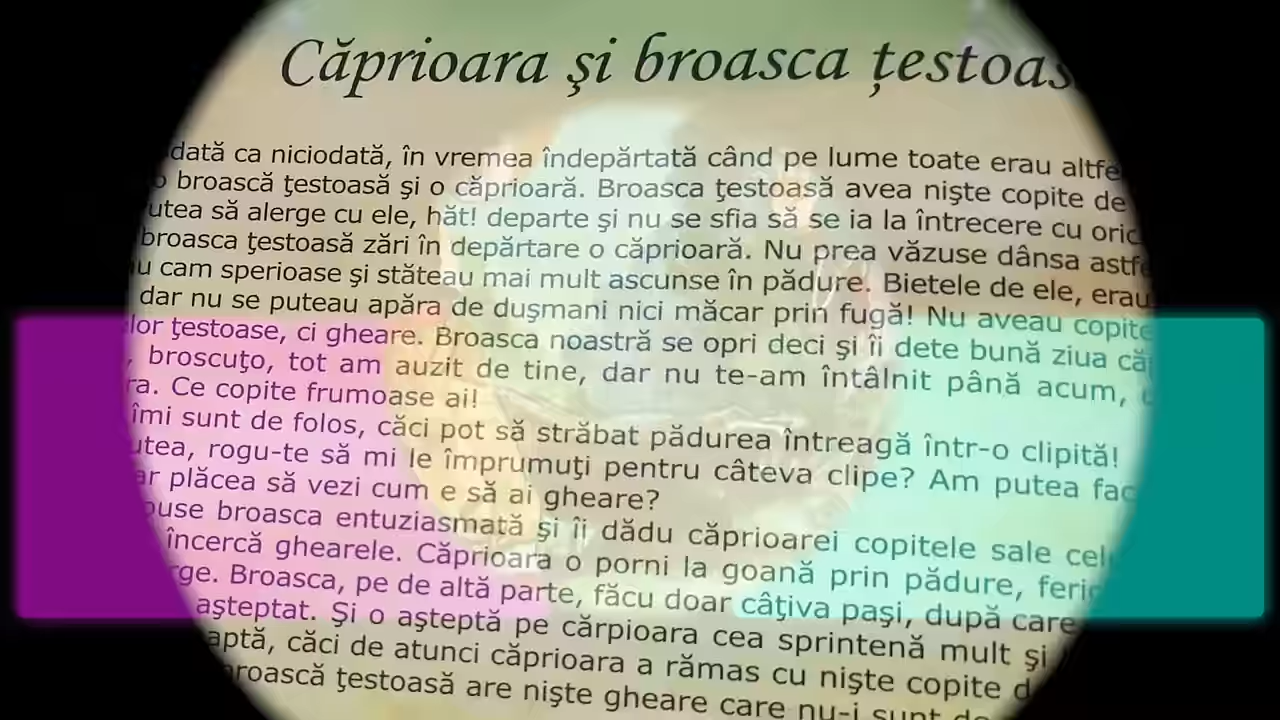 Căprioara şi broasca țestoas
dată ca niciodată, în vremea îndepărtată când pe lume toate erau altfe
o broască ţestoasă şi o căprioară. Broasca ţestoasă avea nişte copite de
utea să alerge cu ele, hăt! departe şi nu se sfia să se ia la întrecere cu oric
broasca ţestoasă zări în depărtare o căprioară. Nu prea văzuse dânsa astfe
u cam sperioase şi stăteau mai mult ascunse în pădure. Bietele de ele, erau
dar nu se puteau apăra de duşmani nici măcar prin fugă! Nu aveau copite
lor ţestoase, ci gheare. Broasca noastră se opri deci şi îi dete bună ziua că
, broscuţo, tot am auzit de tine, dar nu te-am întâlnit până acum,
ra. Ce copite frumoase ai!
îmi sunt de folos, căci pot să străbat pădurea întreagă într-o clipită!
utea, rogu-te să mi le împrumuţi pentru câteva clipe? Am putea fac
ar plăcea să vezi cum e să ai gheare?
puse broasca entuziasmată şi îi dădu căprioarei copitele sale cel
încercă ghearele. Căprioara o porni la goană prin pădure, feric
rge. Broasca, pe de altă parte, făcu doar câţiva paşi, după care
aşteptat. Şi o aşteptă pe cărpioara cea sprintenă mult şi
aptă, căci de atunci căprioara a rămas cu nişte copite d
broască ţestoasă are nişte gheare care nu-i sunt de